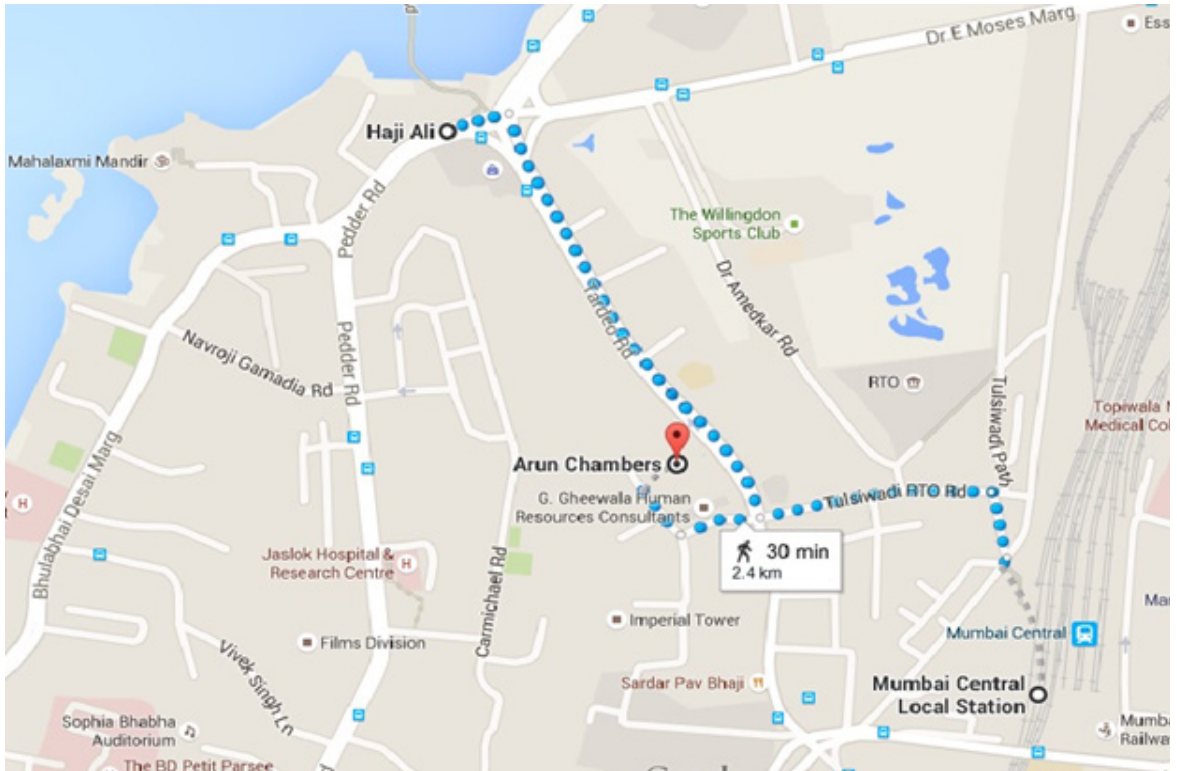 Dr E Moses Marg
Ess
Haji Ali
Mahalaxmi Mandir
Pedder Rd
The Willingdon
Sports Club
Dr Amedkar Rd
Tardeo Rd
Navroji Gamadia Rd
Pedder Rd
RTO
Tulsiwadi Path
Topiwala
Medical Col
Bhulabhai Desai Marg
Arun Chambers
G. Gheewala Human
Resources Consultants
Tulsiwadi RTO Rd
30 min
2.4 km
Jaslok Hospital &
Research Centre
Carmichael Rd
Imperial Tower
Films Division
Mumbai Central
Vivek Singh Ln
Sardar Pav Bhaji
Mumbai Central
Local Station
Sophia Bhabha
Auditorium
Mumba
Railway
The BD Petit Parsee